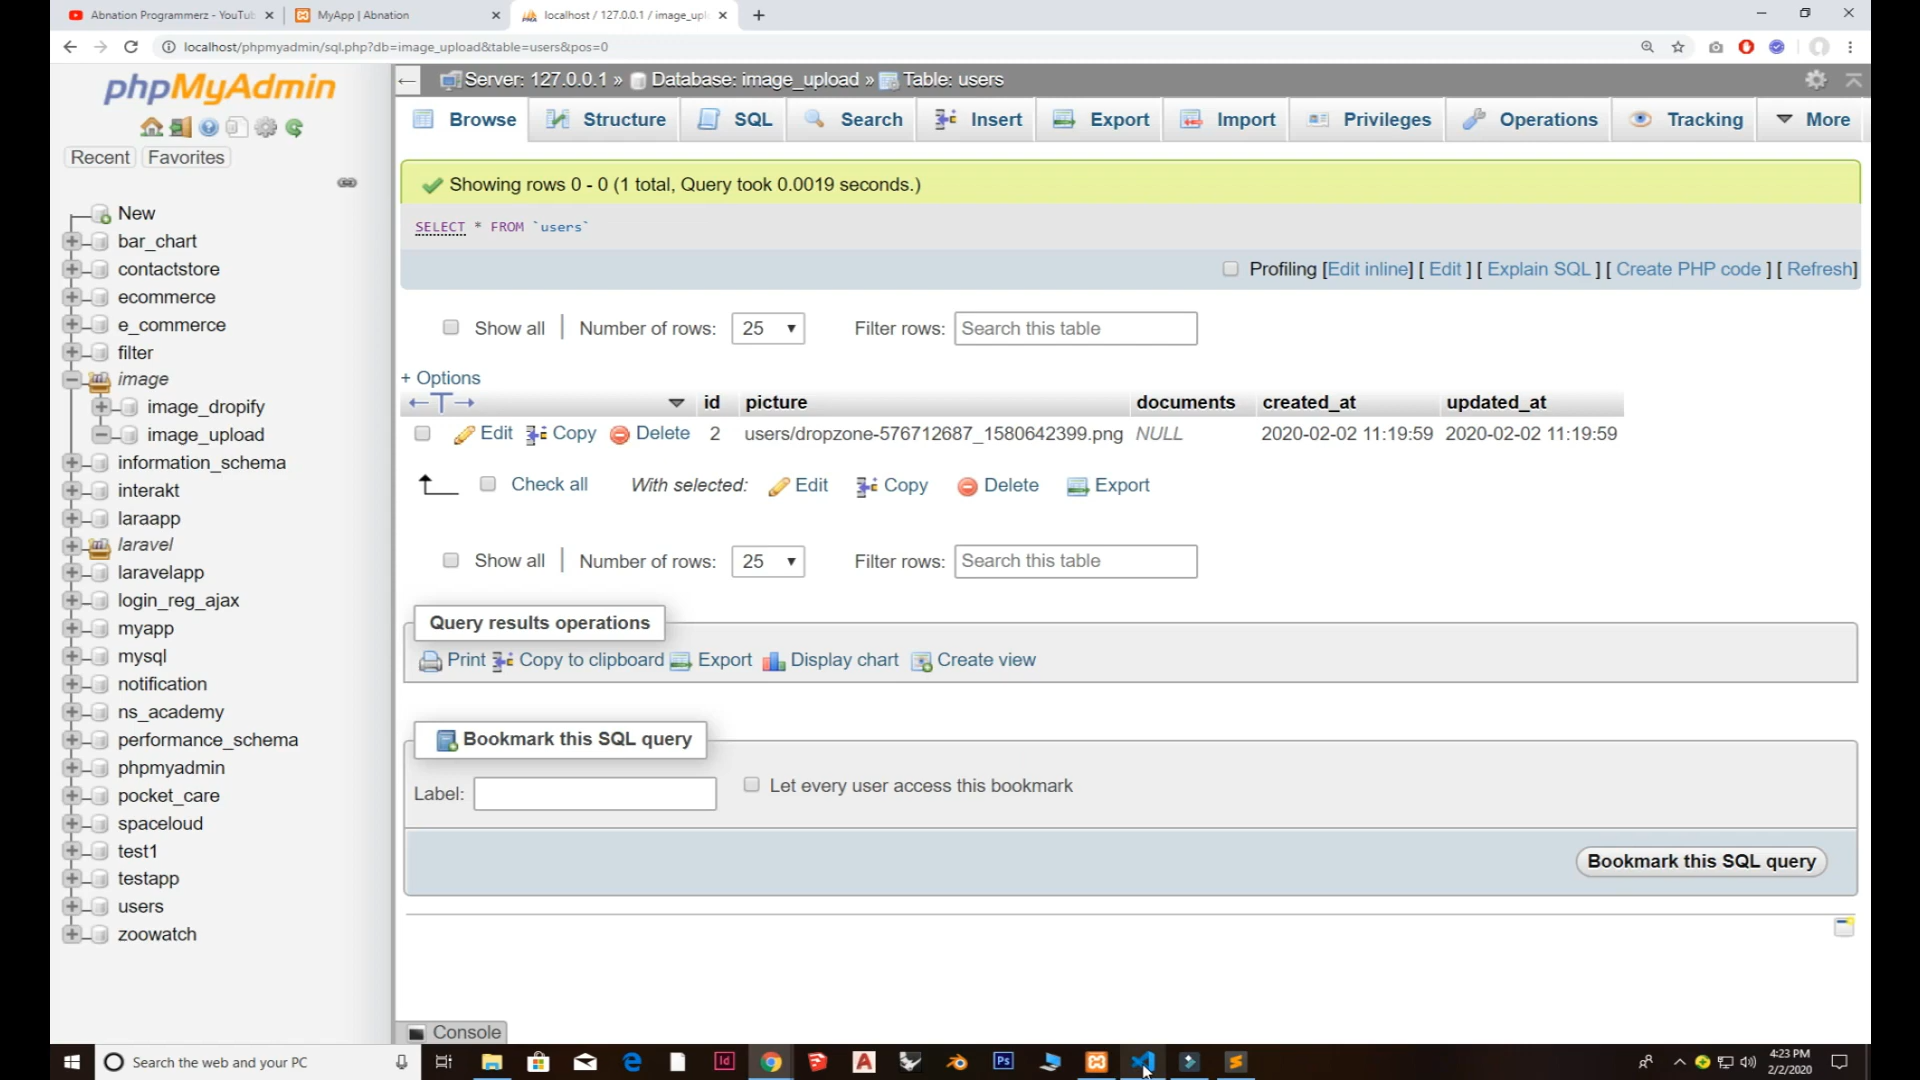 Abnation Programmerz - YouTub
MyApp | Abnation
localhost / 127.0.0.1 / image_upl
localhost/phpmyadmin/sql.php?db=image_upload&table=users&pos=0
phpMyAdmin
Recent Favorites
New
bar_chart
contactstore
ecommerce
e_commerce
filter
image
image_dropify
image_upload
information_schema
interakt
laraapp
laravel
laravelapp
login_reg_ajax
myapp
mysql
notification
ns_academy
performance_schema
phpmyadmin
pocket_care
spaceloud
test1
testapp
users
zoowatch
Server: 127.0.0.1 » Database: image_upload » Table: users
Browse Structure SQL Search Insert Export Import Privileges Operations Tracking More
Showing rows 0 - 0 (1 total, Query took 0.0019 seconds.)
SELECT * FROM `users`
Profiling [Edit inline] [ Edit ] [ Explain SQL ] [ Create PHP code ] [ Refresh]
Show all Number of rows: 25 Filter rows: Search this table
+ Options
←T→ id picture documents created_at updated_at
Edit Copy Delete 2 users/dropzone-576712687_1580642399.png NULL 2020-02-02 11:19:59 2020-02-02 11:19:59
Check all With selected: Edit Copy Delete Export
Show all Number of rows: 25 Filter rows: Search this table
Query results operations
Print Copy to clipboard Export Display chart Create view
Bookmark this SQL query
Label: Let every user access this bookmark
Bookmark this SQL query
Console
Search the web and your PC
Id
Ps
4:23 PM
2/2/2020